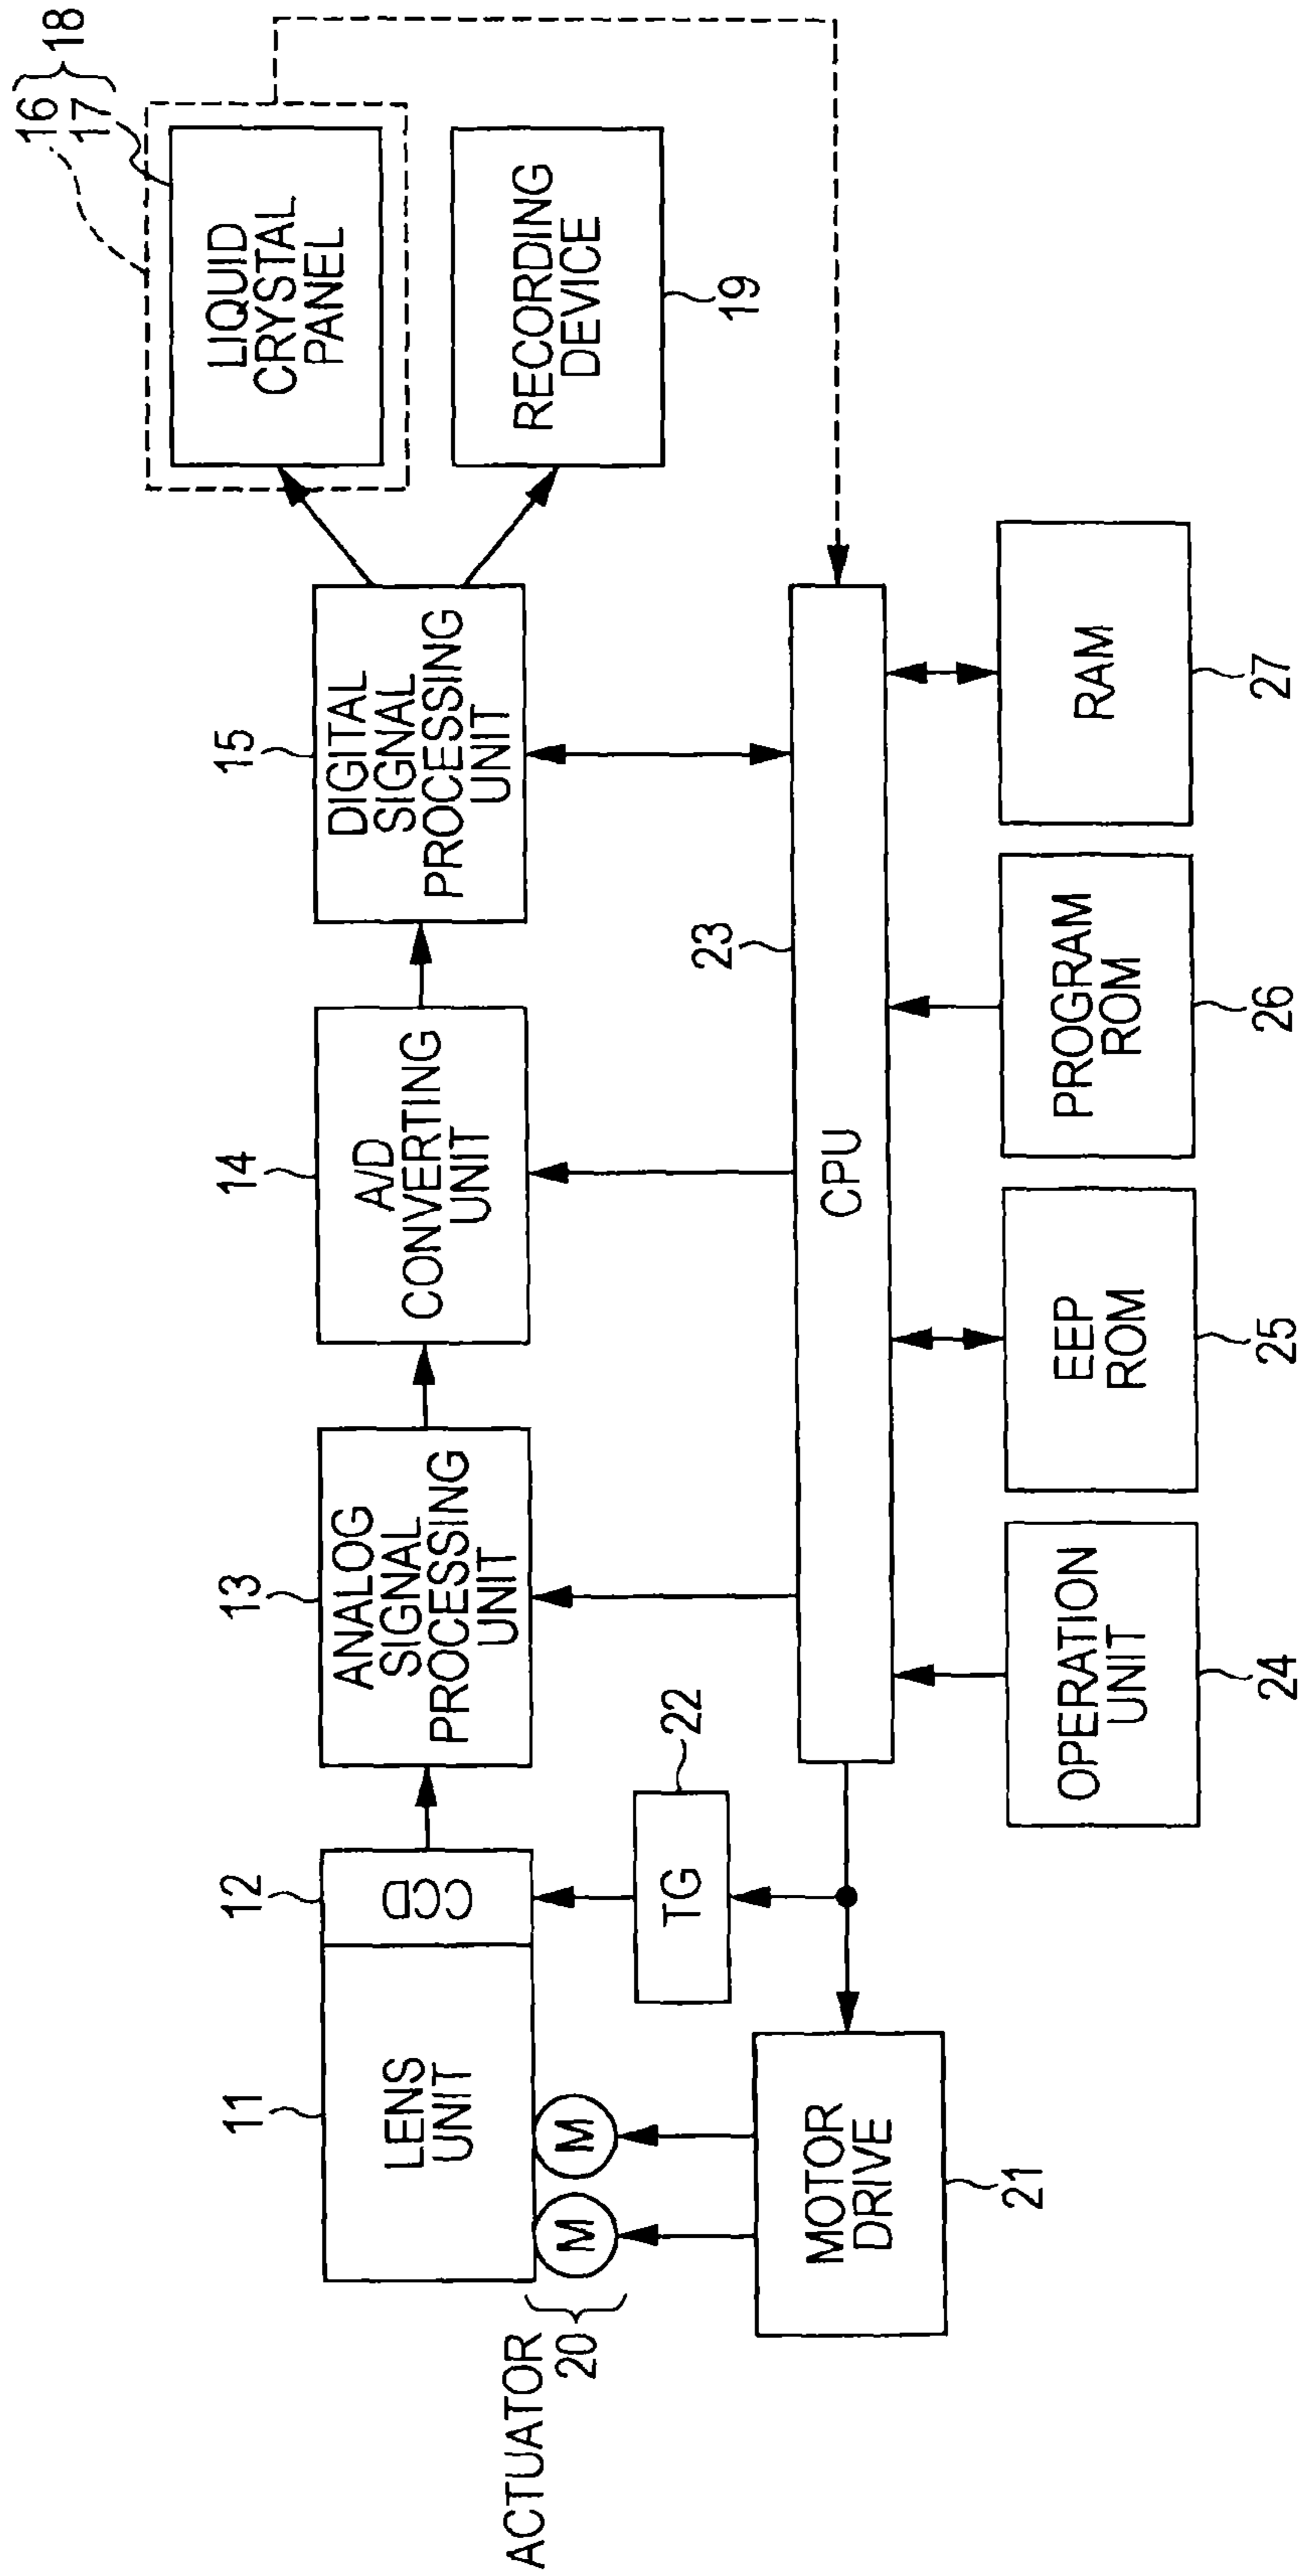 16
17
18
LIQUID
CRYSTAL
PANEL
RECORDING
DEVICE
19
15
DIGITAL
SIGNAL
PROCESSING
UNIT
14
A/D
CONVERTING
UNIT
13
ANALOG
SIGNAL
PROCESSING
UNIT
12
CCD
11
LENS
UNIT
M
M
ACTUATOR
20
22
TG
MOTOR
DRIVE
21
23
CPU
OPERATION
UNIT
24
EEP
ROM
25
PROGRAM
ROM
26
RAM
27